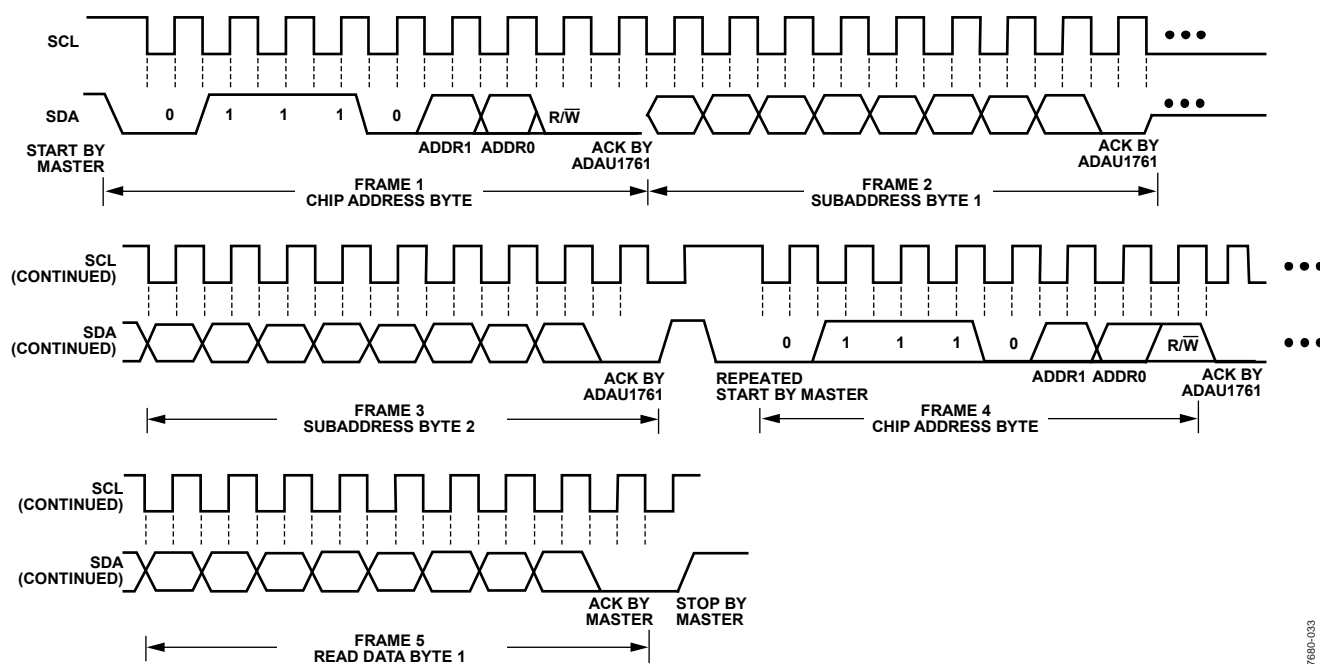 SCL
SDA
0 1 1 1 0 R/W̅
ADDR1 ADDR0
START BY
MASTER
ACK BY
ADAU1761
ACK BY
ADAU1761
FRAME 1
CHIP ADDRESS BYTE
FRAME 2
SUBADDRESS BYTE 1
SCL
(CONTINUED)
SDA
(CONTINUED)
0 1 1 1 0 R/W̅
ADDR1 ADDR0
ACK BY
ADAU1761
REPEATED
START BY MASTER
ACK BY
ADAU1761
FRAME 3
SUBADDRESS BYTE 2
FRAME 4
CHIP ADDRESS BYTE
SCL
(CONTINUED)
SDA
(CONTINUED)
ACK BY
MASTER
STOP BY
MASTER
FRAME 5
READ DATA BYTE 1
7680-033